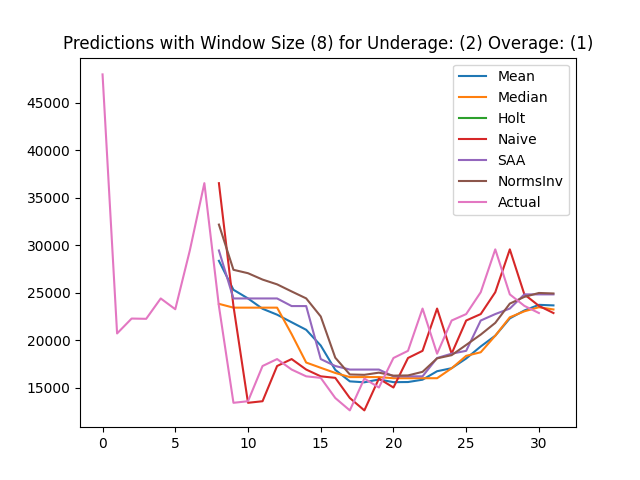 Predictions with Window Size (8) for Underage: (2) Overage: (1)
Mean
Median
Holt
Naive
SAA
NormsInv
Actual
45000
40000
35000
30000
25000
20000
15000
0 5 10 15 20 25 30